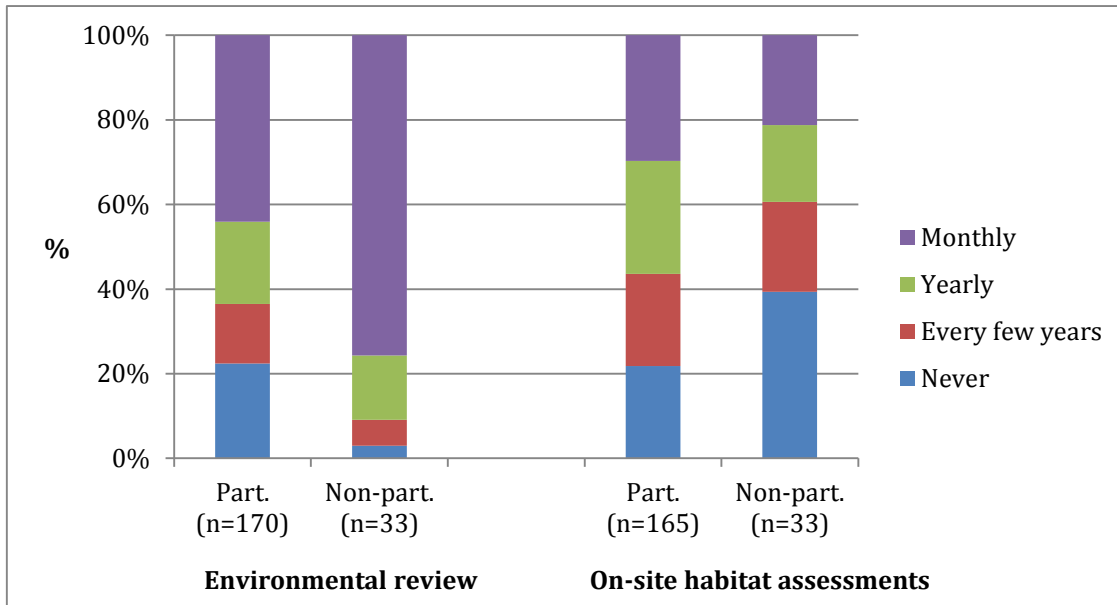 100%
80%
60%
40%
20%
0%
%
Part.
(n=170)
Non-part.
(n=33)
Part.
(n=165)
Non-part.
(n=33)
Environmental review
On-site habitat assessments
Monthly
Yearly
Every few years
Never